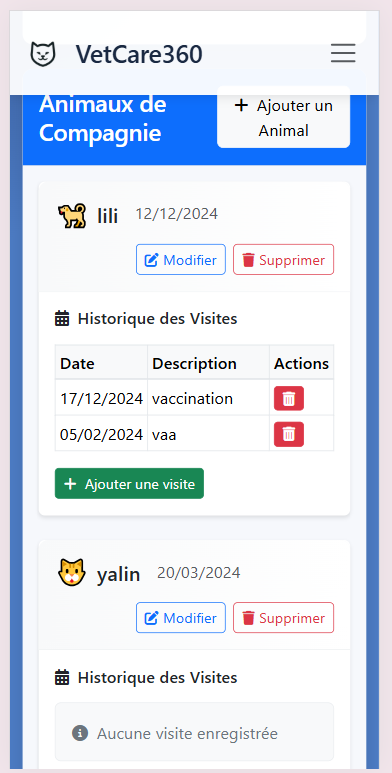 VetCare360
Animaux de
Compagnie
Ajouter un
Animal
lili 12/12/2024
Modifier Supprimer
Historique des Visites
Date Description Actions
17/12/2024 vaccination
05/02/2024 vaa
Ajouter une visite
yalin 20/03/2024
Modifier Supprimer
Historique des Visites
Aucune visite enregistrée